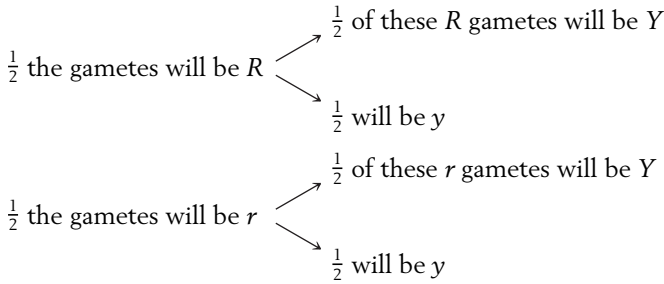 ½ of these R gametes will be Y
½ the gametes will be R
½ will be y
½ of these r gametes will be Y
½ the gametes will be r
½ will be y